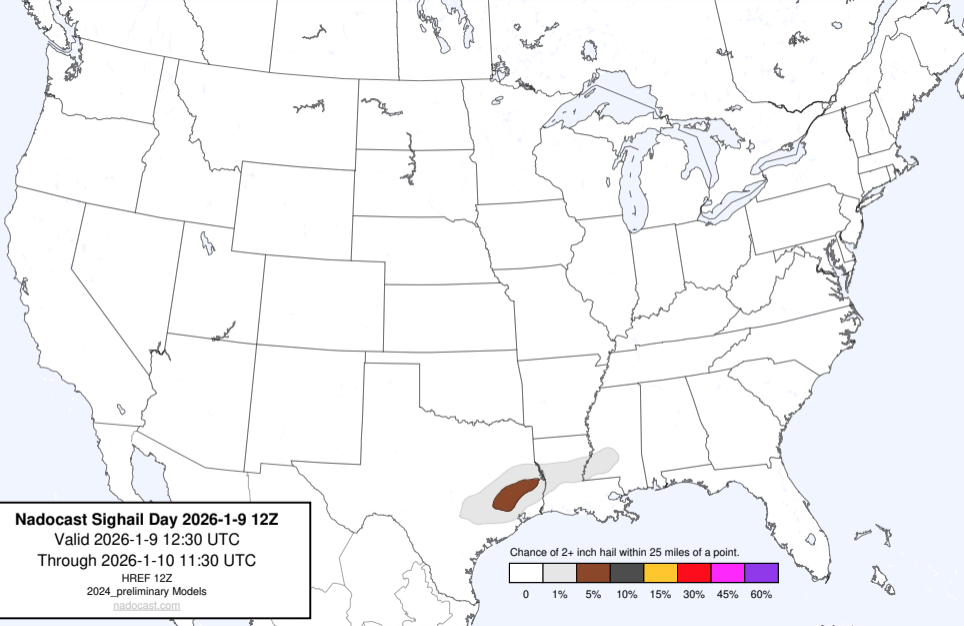 Nadocast Sighail Day 2026-1-9 12Z
Valid 2026-1-9 12:30 UTC
Through 2026-1-10 11:30 UTC
HREF 12Z
2024_preliminary Models
nadocast.com
Chance of 2+ inch hail within 25 miles of a point.
0 1% 5% 10% 15% 30% 45% 60%